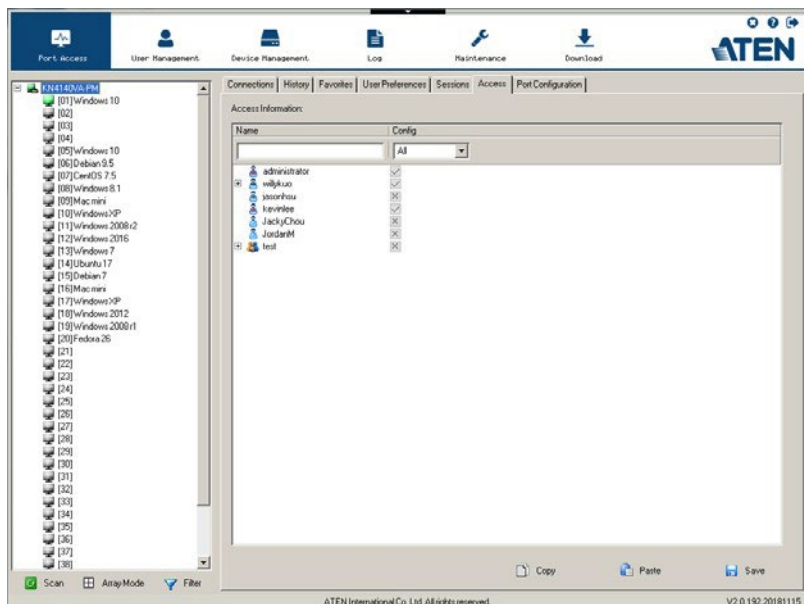 Port Access
User Management
Device Management
Log
Maintenance
Download
ATEN
KN4140VA-PM
[01]Windows 10
[02]
[03]
[04]
[05]Windows 10
[06]Debian 9.5
[07]CentOS 7.5
[08]Windows 8.1
[09]Mac mini
[10]Windows XP
[11]Windows 2008 r2
[12]Windows 2016
[13]Windows 7
[14]Ubuntu 17
[15]Debian 7
[16]Mac mini
[17]Windows XP
[18]Windows 2012
[19]Windows 2008 r1
[20]Fedora 26
[21]
[22]
[23]
[24]
[25]
[26]
[27]
[28]
[29]
[30]
[31]
[32]
[33]
[34]
[35]
[36]
[37]
[38]
Scan
Array Mode
Filter
Connections
History
Favorites
User Preferences
Sessions
Access
Port Configuration
Access Information:
Name
Config
All
administrator
willykuo
jasonhsu
kevinlee
JackyChou
JordanM
test
Copy
Paste
Save
ATEN International Co., Ltd. All rights reserved.
V2.0.192.20181115